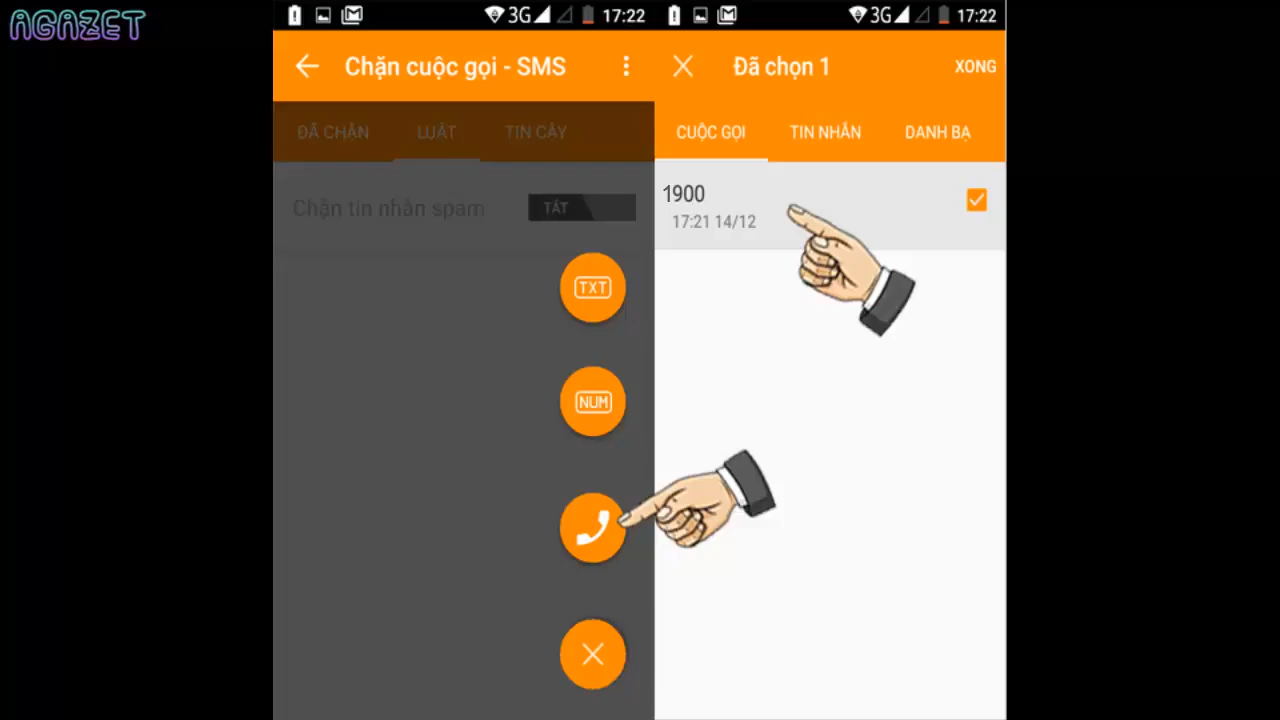 AGAZET
3G 17:22
Chặn cuộc gọi - SMS
ĐÃ CHẶN LUẬT TIN CẬY
Chặn tin nhắn spam TẮT
TXT
NUM
3G 17:22
Đã chọn 1 XONG
CUỘC GỌI TIN NHẮN DANH BẠ
1900
17:21 14/12